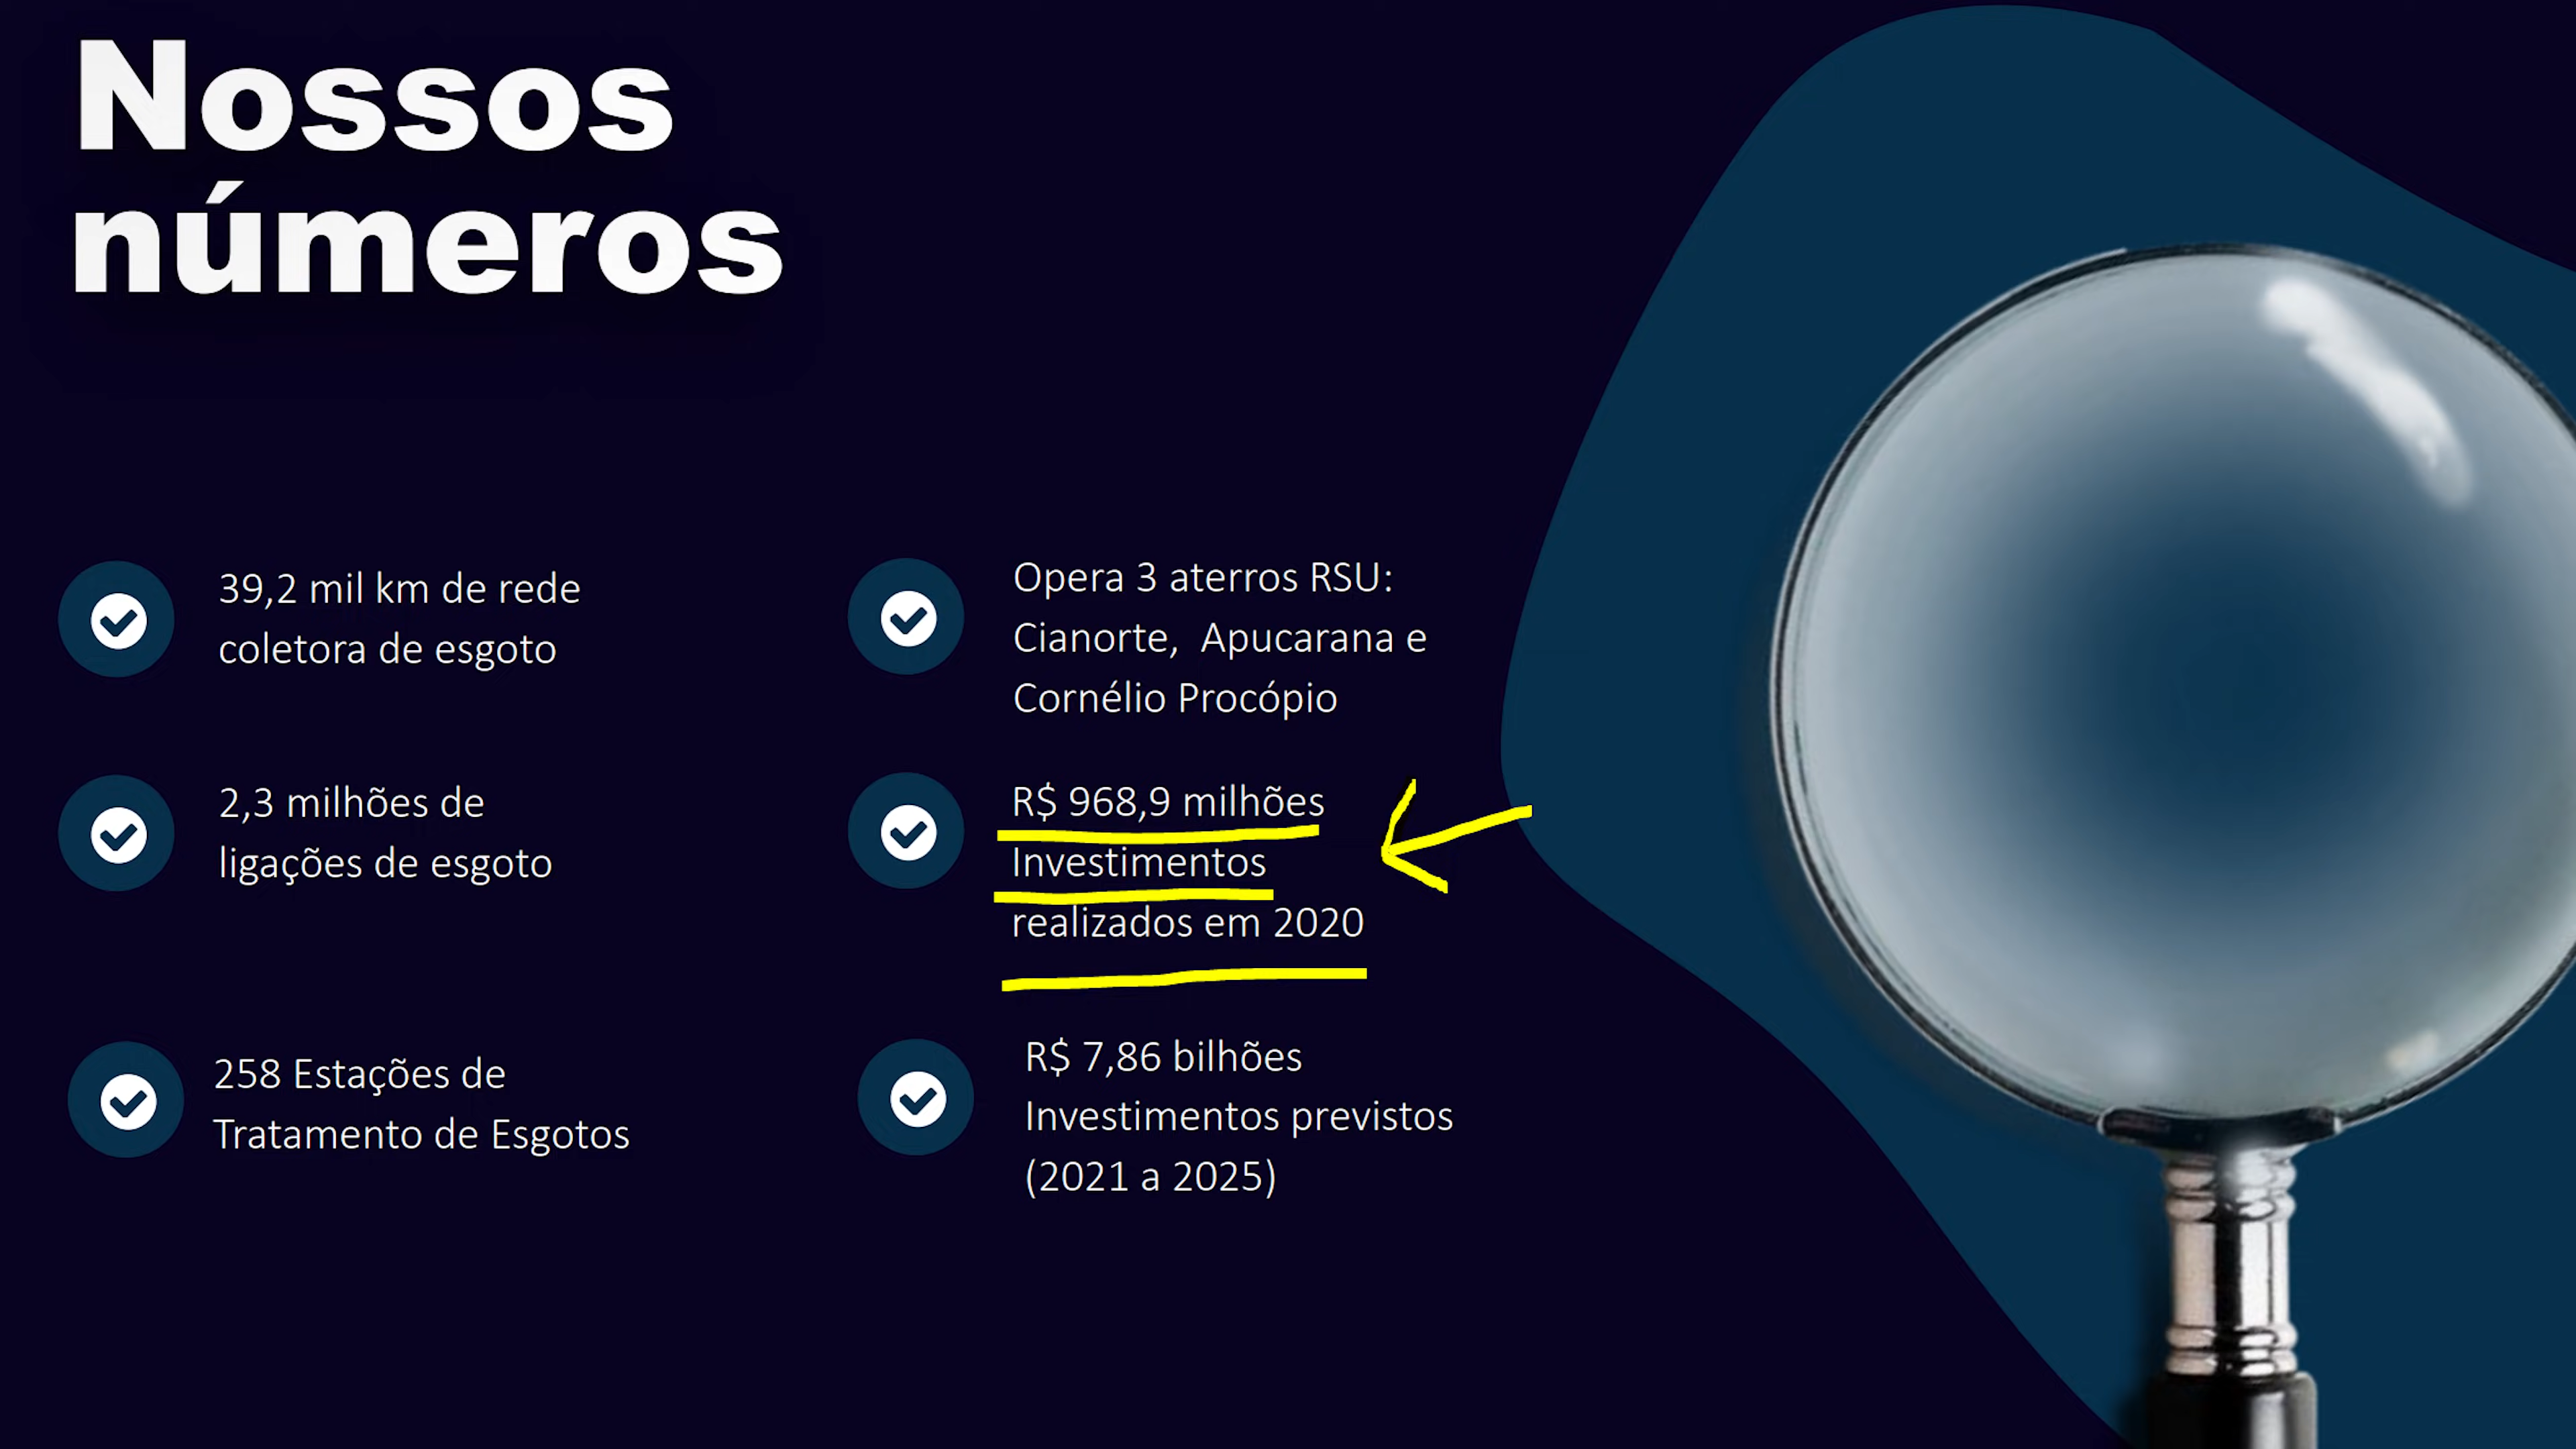 Nossos
números
39,2 mil km de rede
coletora de esgoto
2,3 milhões de
ligações de esgoto
258 Estações de
Tratamento de Esgotos
Opera 3 aterros RSU:
Cianorte,  Apucarana e
Cornélio Procópio
R$ 968,9 milhões
Investimentos
realizados em 2020
R$ 7,86 bilhões
Investimentos previstos
(2021 a 2025)